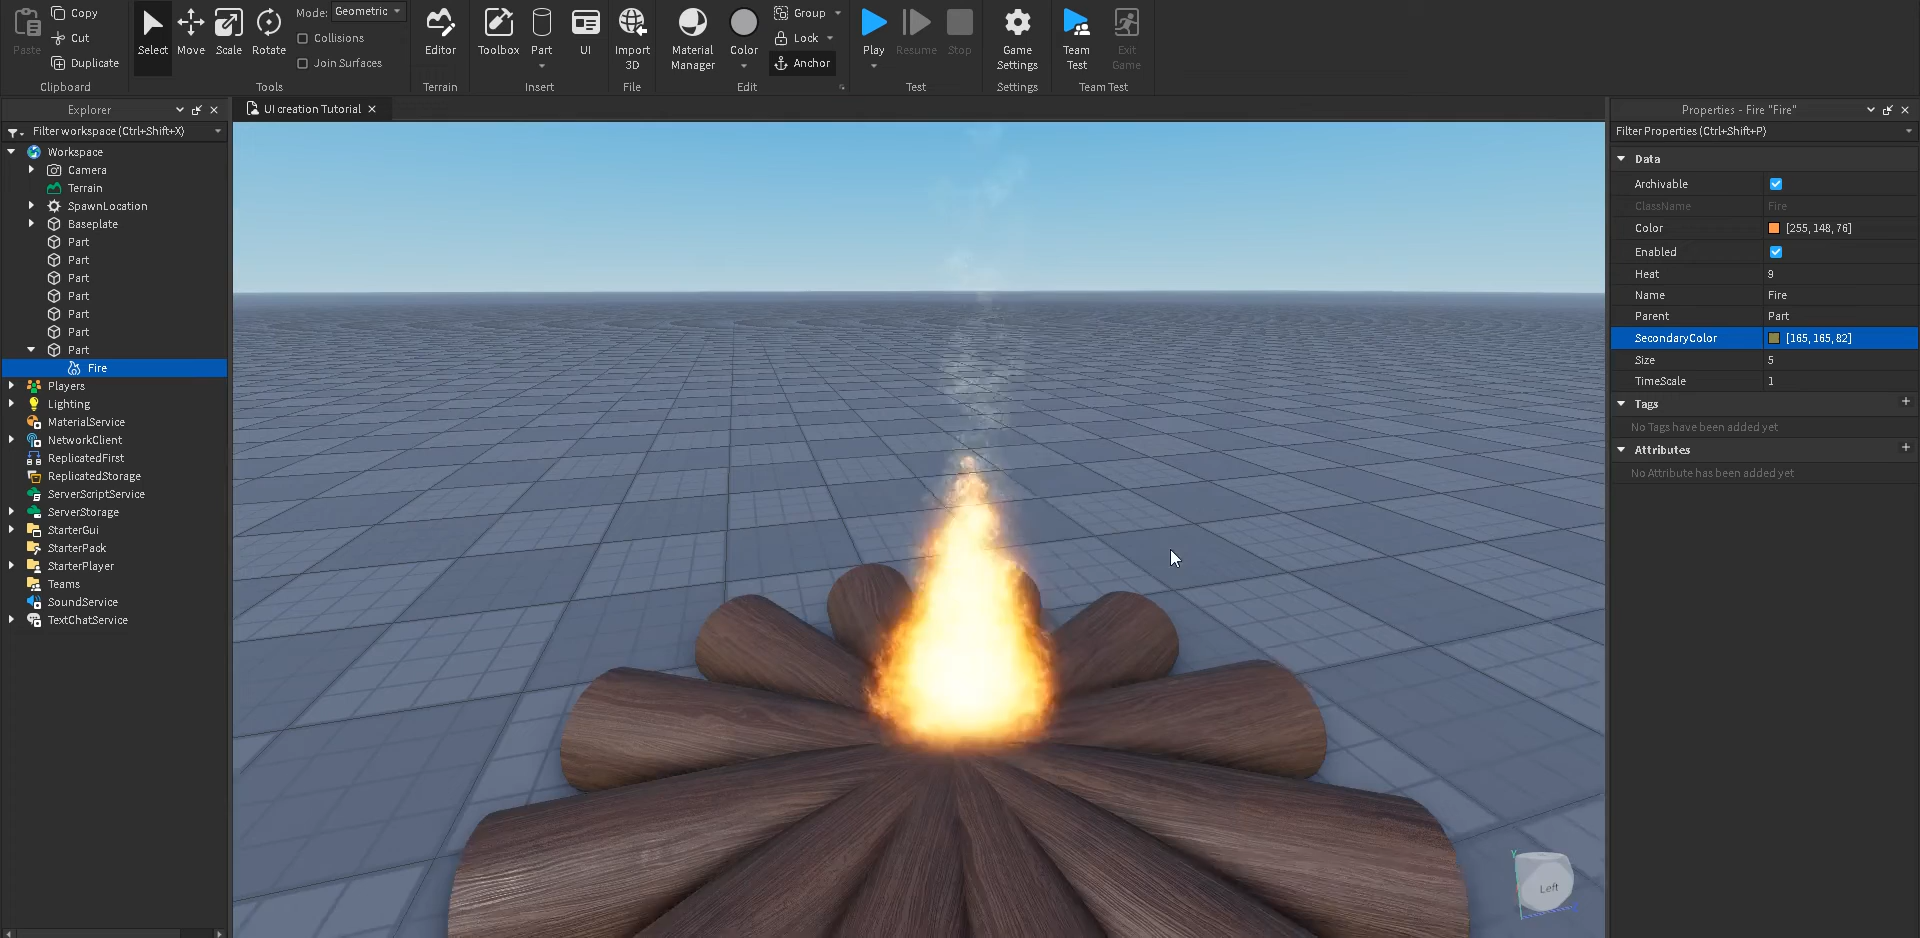 Paste
Copy
Cut
Duplicate
Clipboard
Select
Move
Scale
Rotate
Mode: Geometric
Collisions
Join Surfaces
Tools
Editor
Terrain
Toolbox
Part
UI
Insert
Import
3D
File
Material
Manager
Color
Group
Lock
Anchor
Edit
Play
Resume
Stop
Test
Game
Settings
Settings
Team
Test
Exit
Game
Team Test
Explorer
Filter workspace (Ctrl+Shift+X)
Workspace
Camera
Terrain
SpawnLocation
Baseplate
Part
Part
Part
Part
Part
Part
Part
Fire
Players
Lighting
MaterialService
NetworkClient
ReplicatedFirst
ReplicatedStorage
ServerScriptService
ServerStorage
StarterGui
StarterPack
StarterPlayer
Teams
SoundService
TextChatService
UI creation Tutorial
Left
Y
Properties - Fire "Fire"
Filter Properties (Ctrl+Shift+P)
Data
Archivable
ClassName Fire
Color [255, 148, 76]
Enabled
Heat 9
Name Fire
Parent Part
SecondaryColor [165, 165, 82]
Size 5
TimeScale 1
Tags
No Tags have been added yet
Attributes
No Attribute has been added yet